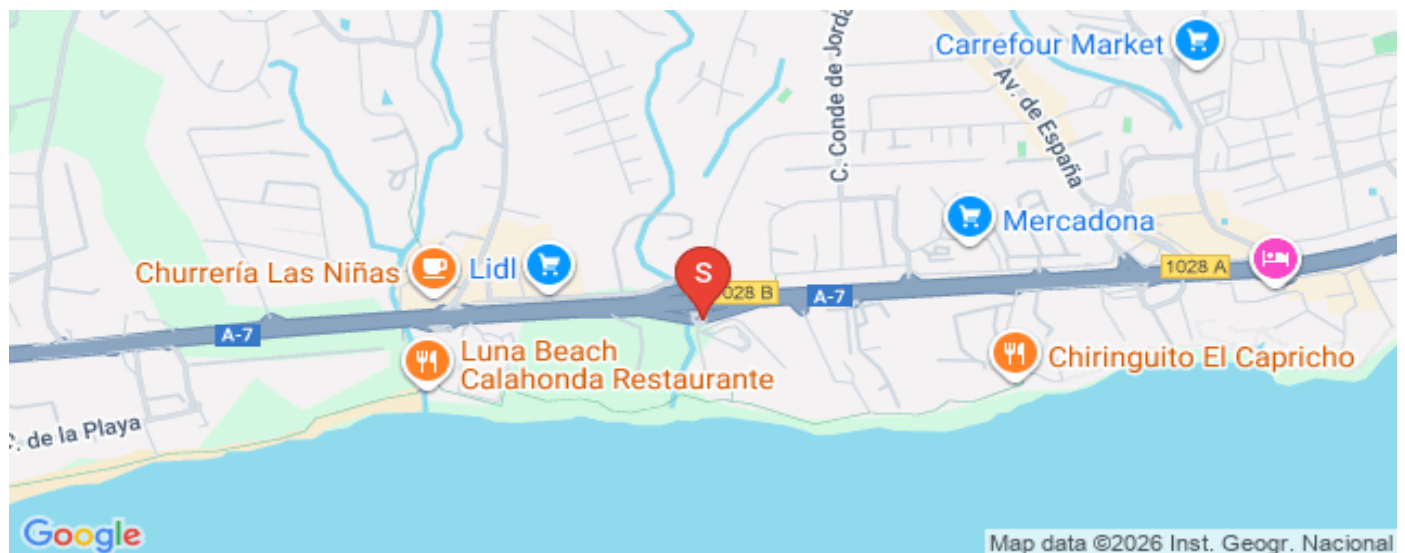 Carrefour Market
Av. de España
C. Conde de Jorda
Mercadona
Churrería Las Niñas
Lidl
S
028 B
A-7
1028 A
A-7
Luna Beach
Calahonda Restaurante
Chiringuito El Capricho
C. de la Playa
Google
Map data ©2026 Inst. Geogr. Nacional